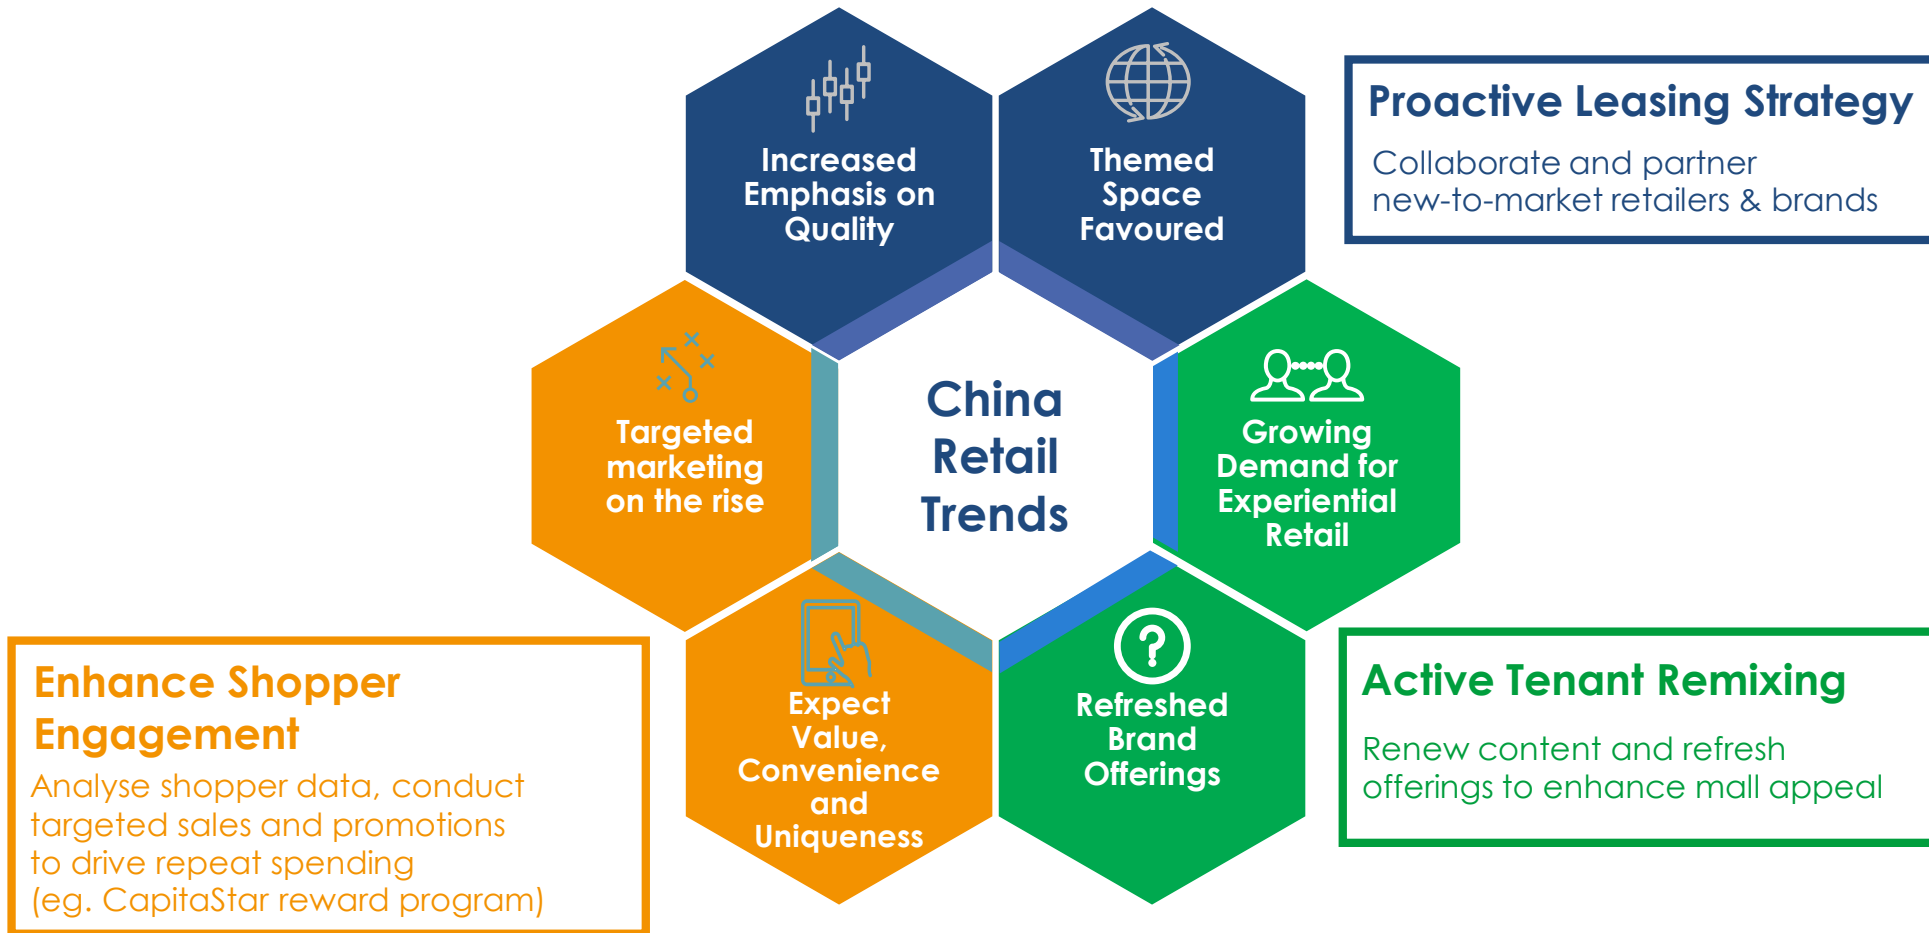 Increased
Emphasis on
Quality
Themed
Space
Favoured
Proactive Leasing Strategy
Collaborate and partner
new-to-market retailers & brands
Targeted
marketing
on the rise
China
Retail
Trends
Growing
Demand for
Experiential
Retail
Enhance Shopper
Engagement
Analyse shopper data, conduct
targeted sales and promotions
to drive repeat spending
(eg. CapitaStar reward program)
Expect
Value,
Convenience
and
Uniqueness
?
Refreshed
Brand
Offerings
Active Tenant Remixing
Renew content and refresh
offerings to enhance mall appeal